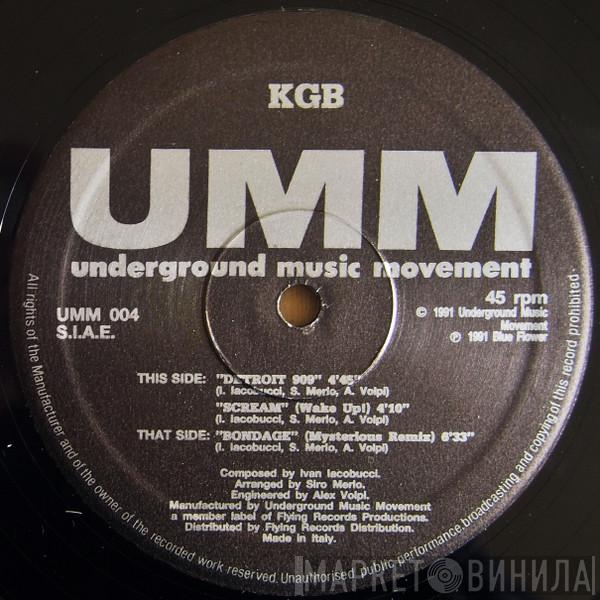 KGB
UMM
underground music movement
UMM 004
S.I.A.E.
45 rpm
© 1991 Underground Music
Movement
℗ 1991 Blue Flower
THIS SIDE: "DETROIT 909" 4'45"
(I. Iacobucci, S. Merlo, A. Volpi)
"SCREAM" (Wake Up!) 4'10"
(I. Iacobucci, S. Merlo, A. Volpi)
THAT SIDE: "BONDAGE" (Mysterious Remix) 6'33"
(I. Iacobucci, S. Merlo, A. Volpi)
Composed by Ivan Iacobucci.
Arranged by Siro Merlo.
Engineered by Alex Volpi.
Manufactured by Underground Music Movement
a member label of Flying Records Productions.
Distributed by Flying Records Distribution.
Made in Italy.
All rights of the Manufacturer and of the owner of the recorded work reserved. Unauthorised public performance broadcasting and copying of this record prohibited
МАРКЕТ ВИНИЛА